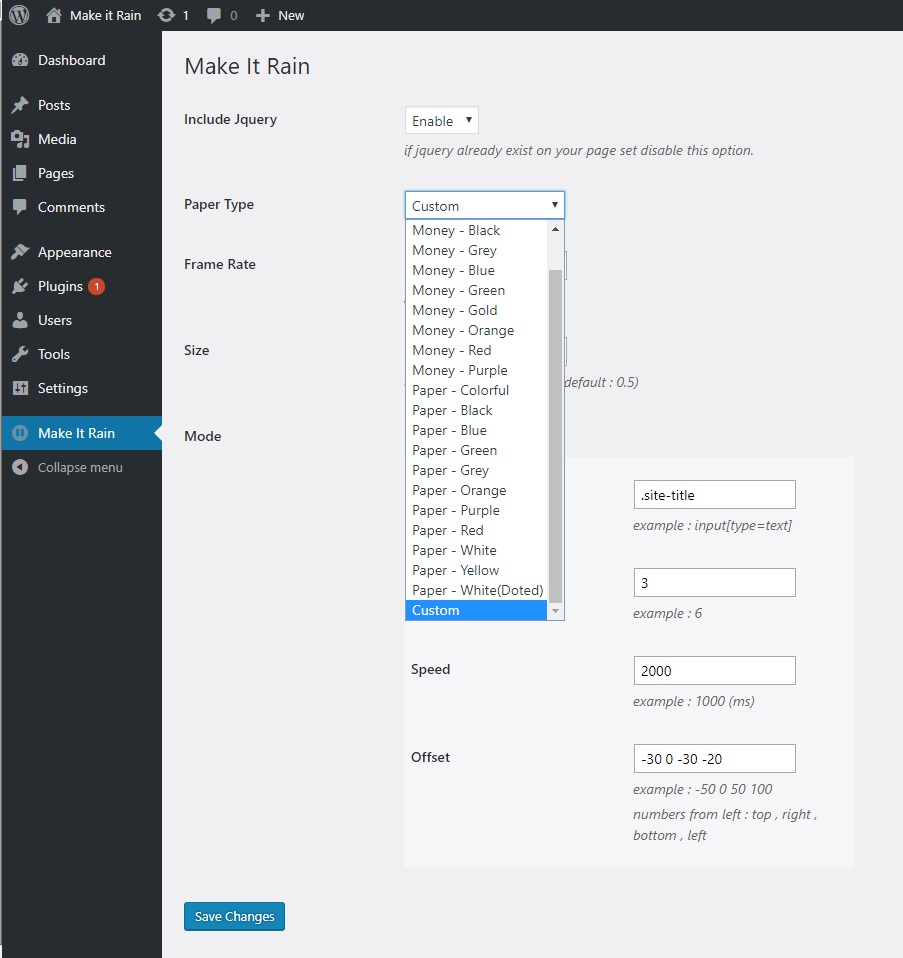 Make it Rain 1 0 New
Dashboard
Posts
Media
Pages
Comments
Appearance
Plugins 1
Users
Tools
Settings
Make It Rain
Collapse menu
Make It Rain
Include Jquery
Enable
if jquery already exist on your page set disable this option.
Paper Type
Custom
Money - Black
Money - Grey
Money - Blue
Money - Green
Money - Gold
Money - Orange
Money - Red
Money - Purple
Paper - Colorful
Paper - Black
Paper - Blue
Paper - Green
Paper - Grey
Paper - Orange
Paper - Purple
Paper - Red
Paper - White
Paper - Yellow
Paper - White(Doted)
Custom
Frame Rate
Size
default : 0.5)
Mode
.site-title
example : input[type=text]
3
example : 6
Speed
2000
example : 1000 (ms)
Offset
-30 0 -30 -20
example : -50 0 50 100
numbers from left : top , right ,
bottom , left
Save Changes